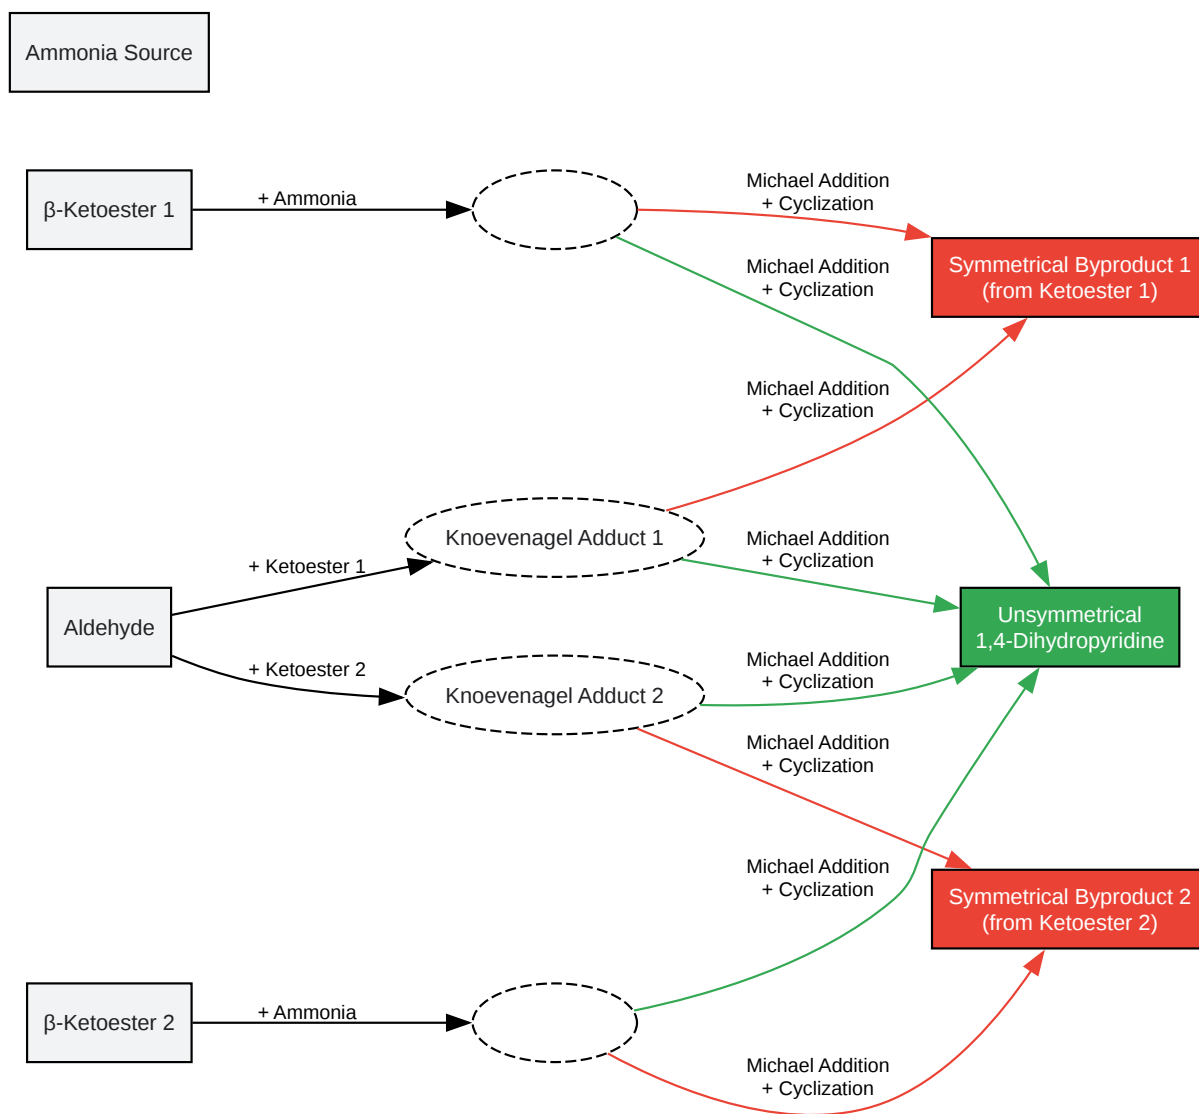 Ammonia Source
β-Ketoester 1
+ Ammonia
Michael Addition
+ Cyclization
Symmetrical Byproduct 1
(from Ketoester 1)
Michael Addition
+ Cyclization
Michael Addition
+ Cyclization
Knoevenagel Adduct 1
Michael Addition
+ Cyclization
+ Ketoester 1
Aldehyde
Unsymmetrical
1,4-Dihydropyridine
+ Ketoester 2
Knoevenagel Adduct 2
Michael Addition
+ Cyclization
Michael Addition
+ Cyclization
Michael Addition
+ Cyclization
Symmetrical Byproduct 2
(from Ketoester 2)
β-Ketoester 2
+ Ammonia
Michael Addition
+ Cyclization